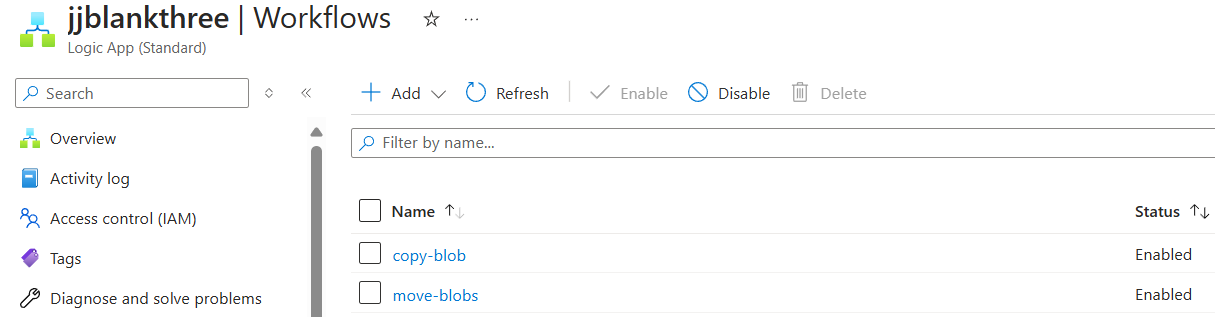 jjblankthree | Workflows ☆ ...
Logic App (Standard)
Search
Add Refresh Enable Disable Delete
Filter by name...
Overview
Activity log
Access control (IAM)
Tags
Diagnose and solve problems
Name Status
copy-blob Enabled
move-blobs Enabled